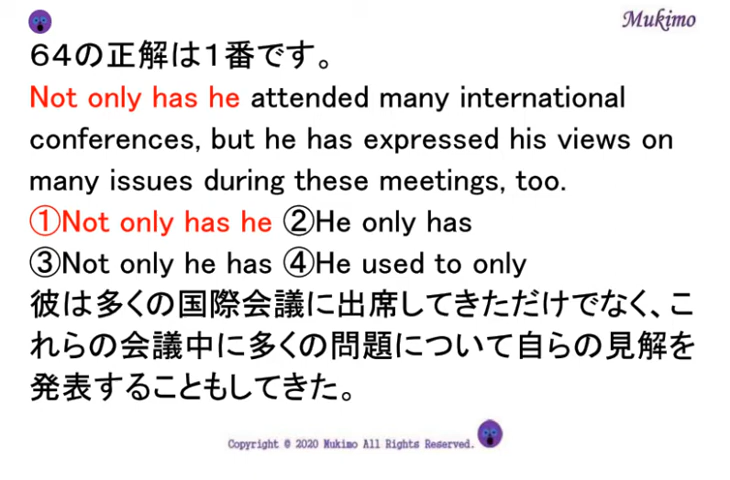 Mukimo
64の正解は1番です。
Not only has he attended many international
conferences, but he has expressed his views on
many issues during these meetings, too.
①Not only has he ②He only has
③Not only he has ④He used to only
彼は多くの国際会議に出席してきただけでなく、こ
れらの会議中に多くの問題について自らの見解を
発表することもしてきた。
Copyright © 2020 Mukimo All Rights Reserved.